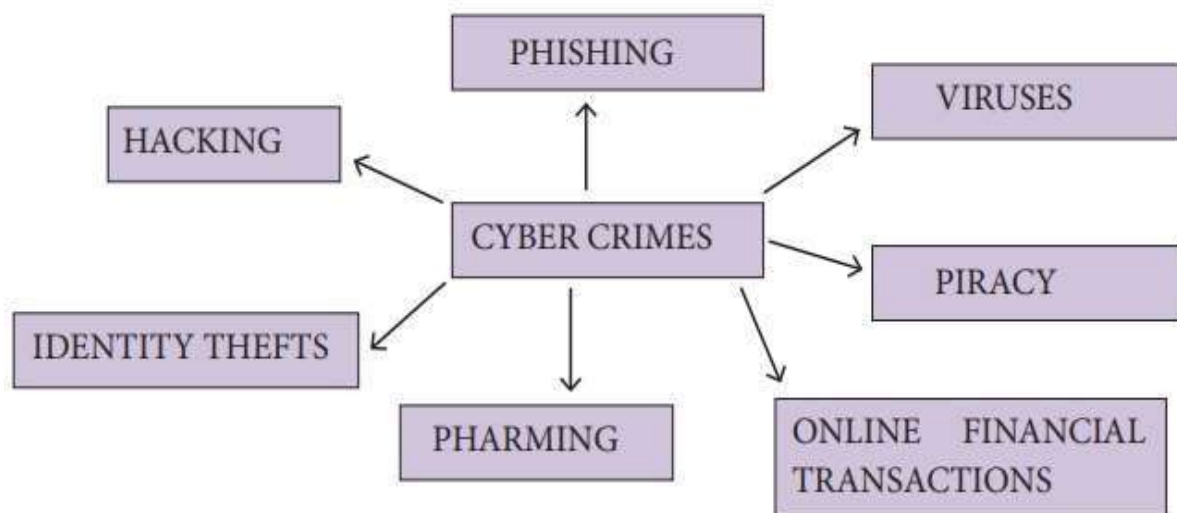 PHISHING
VIRUSES
HACKING
CYBER CRIMES
PIRACY
IDENTITY THEFTS
PHARMING
ONLINE FINANCIAL
TRANSACTIONS